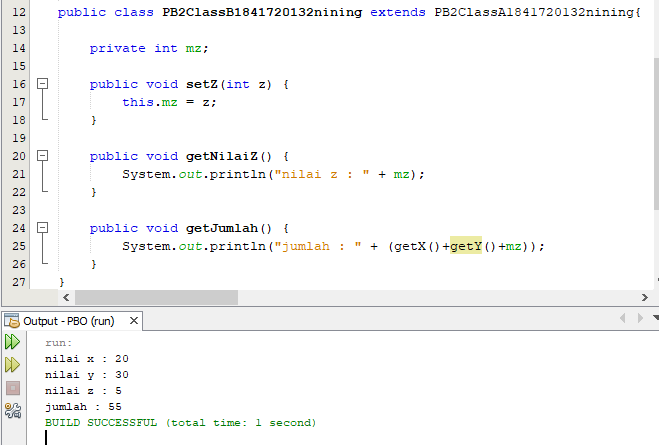 12 public class PB2ClassB1841720132nining extends PB2ClassA1841720132nining{
13
14 private int mz;
15
16 public void setZ(int z) {
17 this.mz = z;
18 }
19
20 public void getNilaiZ() {
21 System.out.println("nilai z : " + mz);
22 }
23
24 public void getJumlah() {
25 System.out.println("jumlah : " + (getX()+getY()+mz));
26 }
27 }
Output - PBO (run)
run:
nilai x : 20
nilai y : 30
nilai z : 5
jumlah : 55
BUILD SUCCESSFUL (total time: 1 second)